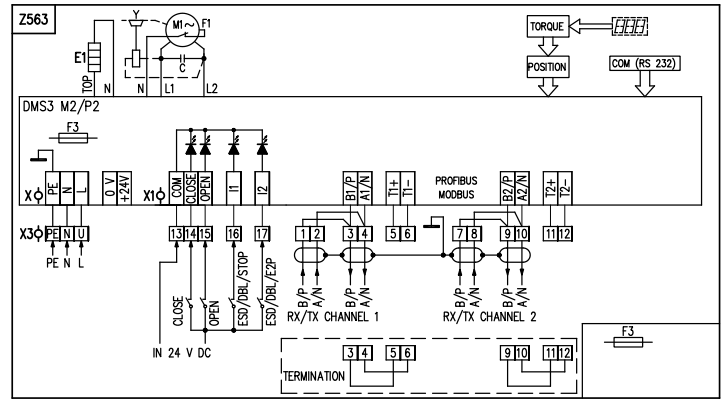 Z563
Y
M1~
F1
TORQUE
E1
C
POSITION
COM (RS 232)
TOP
N
N
L1
L2
DMS3 M2/P2
F3
X
PE
N
L
0 V
+24V
X1
COM
CLOSE
OPEN
I1
I2
B1/P
A1/N
T1+
T1-
PROFIBUS
MODBUS
B2/P
A2/N
T2+
T2-
X3
PE N U
13 14 15 16 17
1 2 3 4 5 6
7 8 9 10 11 12
PE N L
CLOSE
OPEN
ESD/DBL/STOP
ESD/DBL/E2P
B/P
A/N
B/P
A/N
B/P
A/N
B/P
A/N
RX/TX CHANNEL 1
RX/TX CHANNEL 2
IN 24 V DC
F3
3 4 5 6
9 10 11 12
TERMINATION